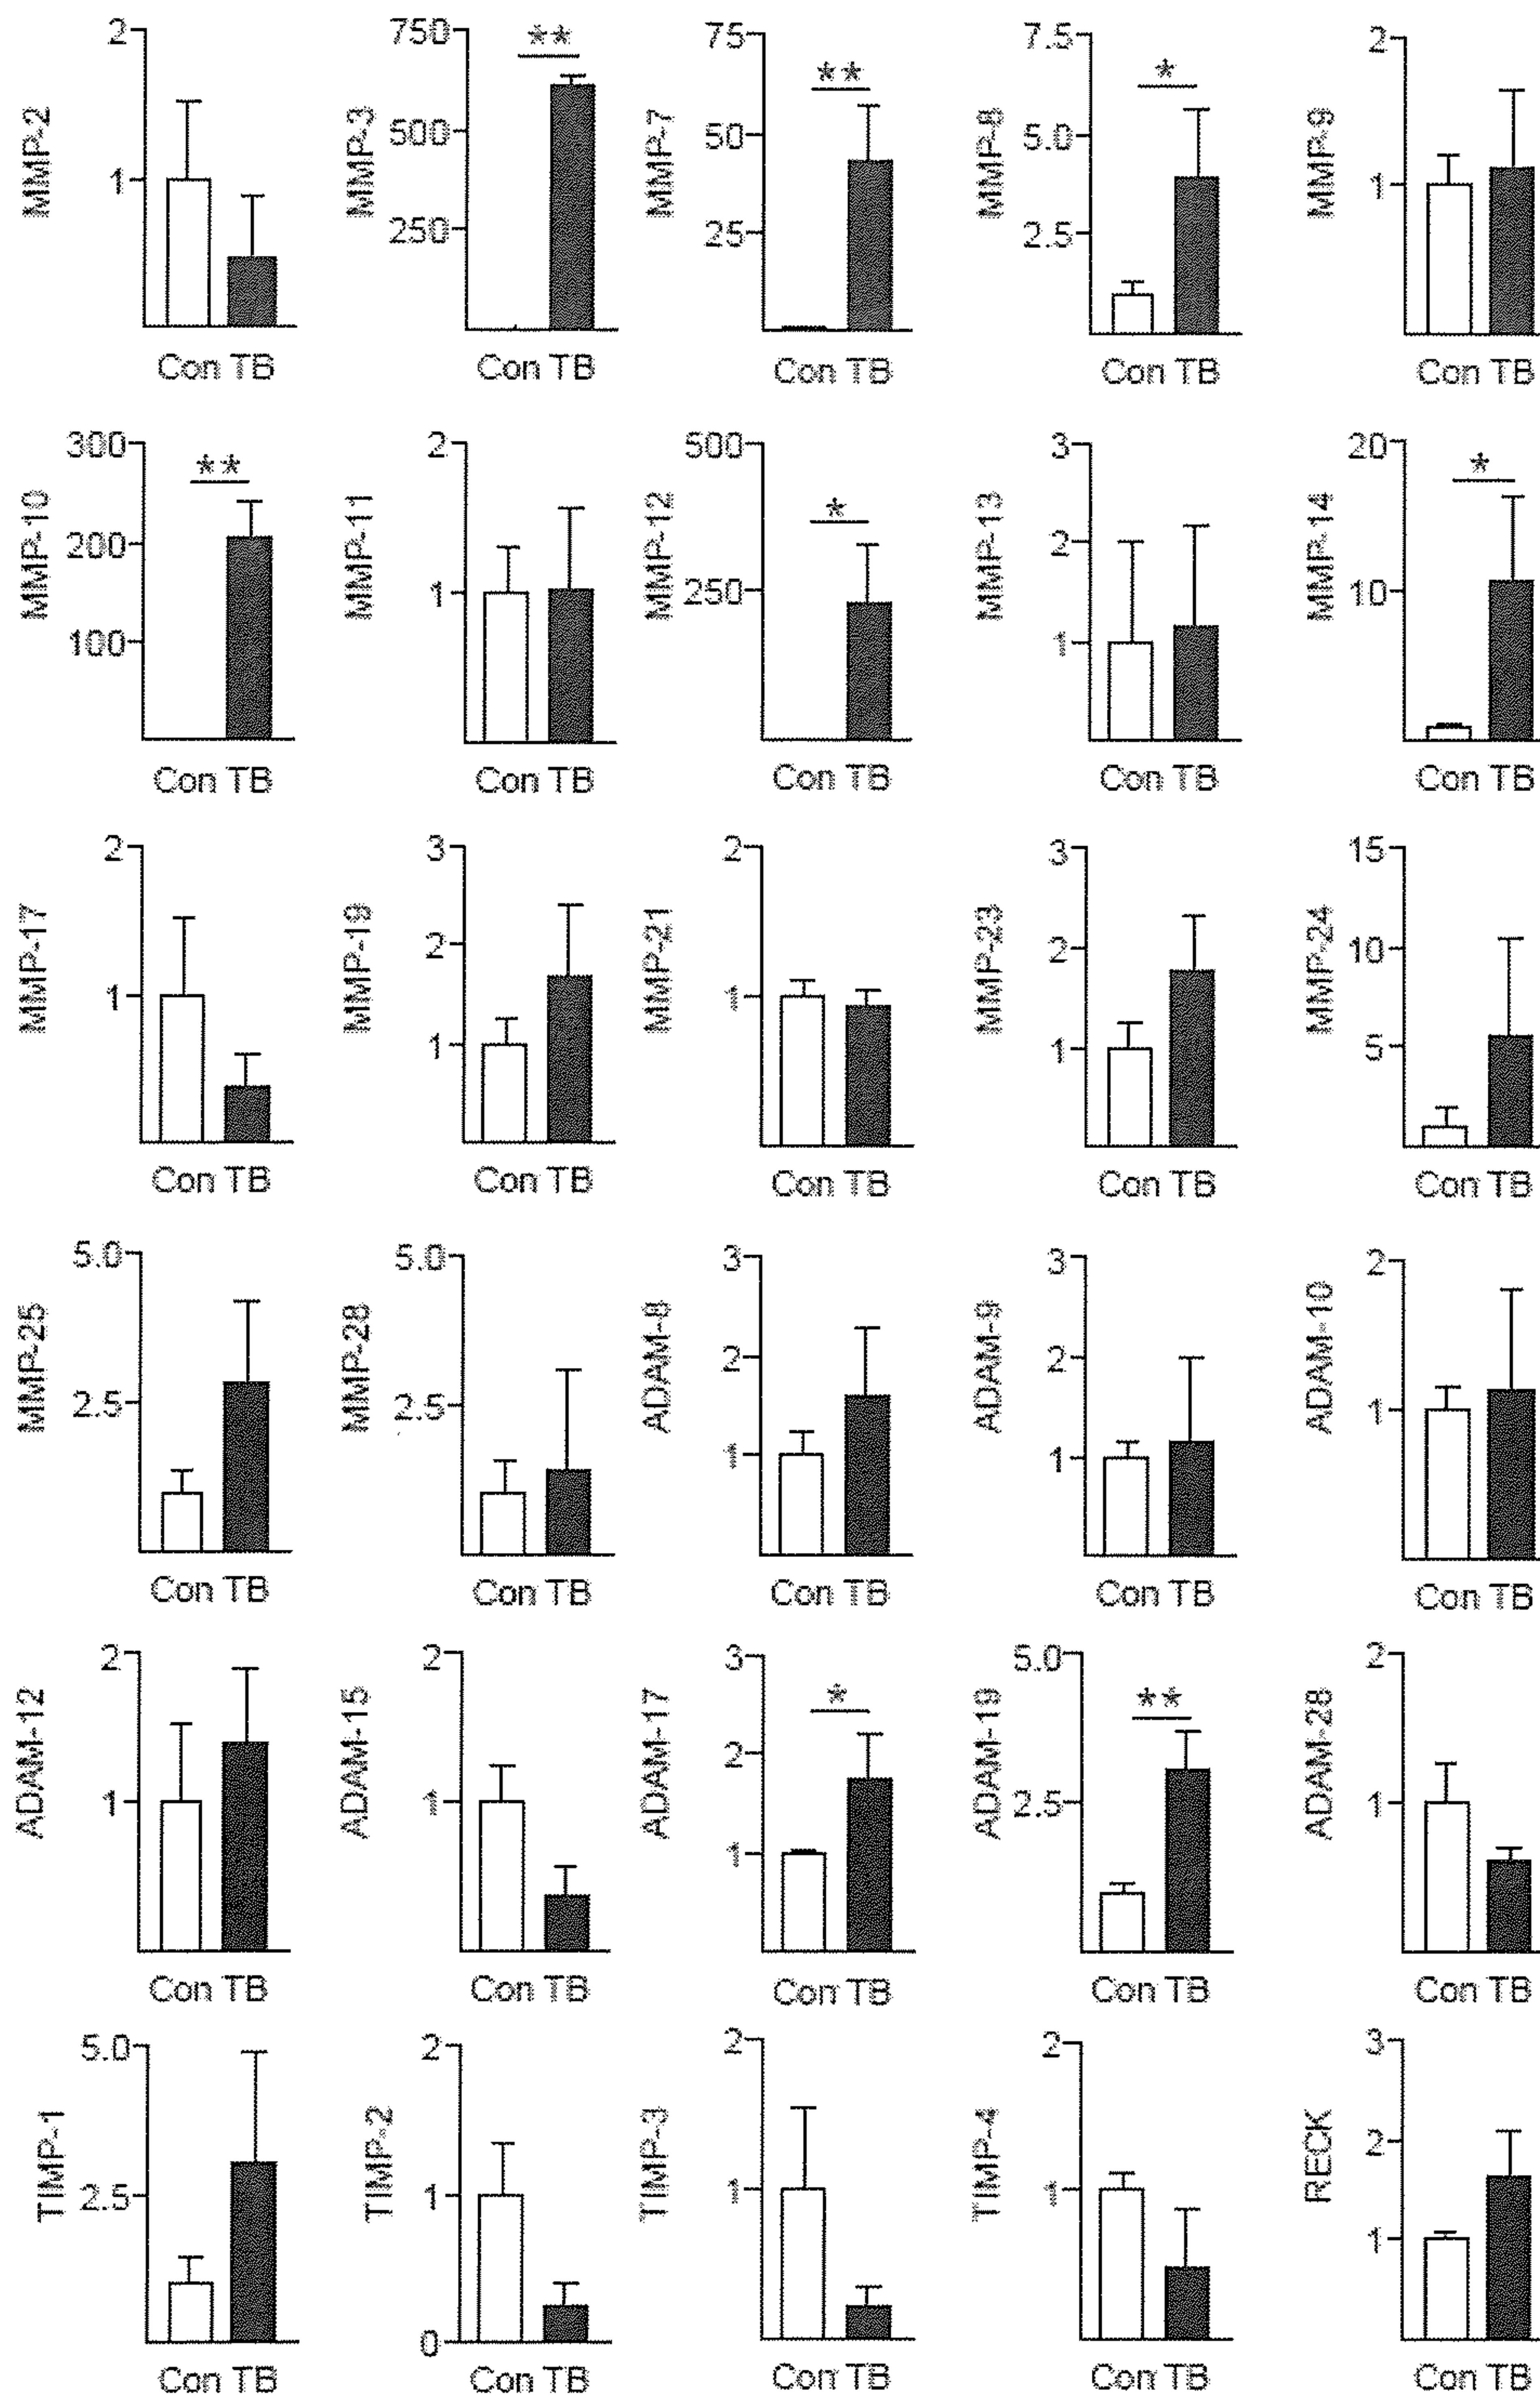 MMP-2 2 1 Con TB
MMP-3 750 500 250 ** Con TB
MMP-7 75 50 25 ** Con TB
MMP-8 7.5 5.0 2.5 * Con TB
MMP-9 2 1 Con TB
MMP-10 300 200 100 ** Con TB
MMP-11 2 1 Con TB
MMP-12 500 250 * Con TB
MMP-13 3 2 1 Con TB
MMP-14 20 10 * Con TB
MMP-17 2 1 Con TB
MMP-19 3 2 1 Con TB
MMP-21 2 1 Con TB
MMP-23 3 2 1 Con TB
MMP-24 15 10 5 Con TB
MMP-25 5.0 2.5 Con TB
MMP-28 5.0 2.5 Con TB
ADAM-8 3 2 1 Con TB
ADAM-9 3 2 1 Con TB
ADAM-10 2 1 Con TB
ADAM-12 2 1 Con TB
ADAM-15 2 1 Con TB
ADAM-17 3 2 1 * Con TB
ADAM-19 5.0 2.5 ** Con TB
ADAM-28 2 1 Con TB
TIMP-1 5.0 2.5 Con TB
TIMP-2 2 1 0 Con TB
TIMP-3 2 1 Con TB
TIMP-4 2 1 Con TB
RECK 3 2 1 Con TB